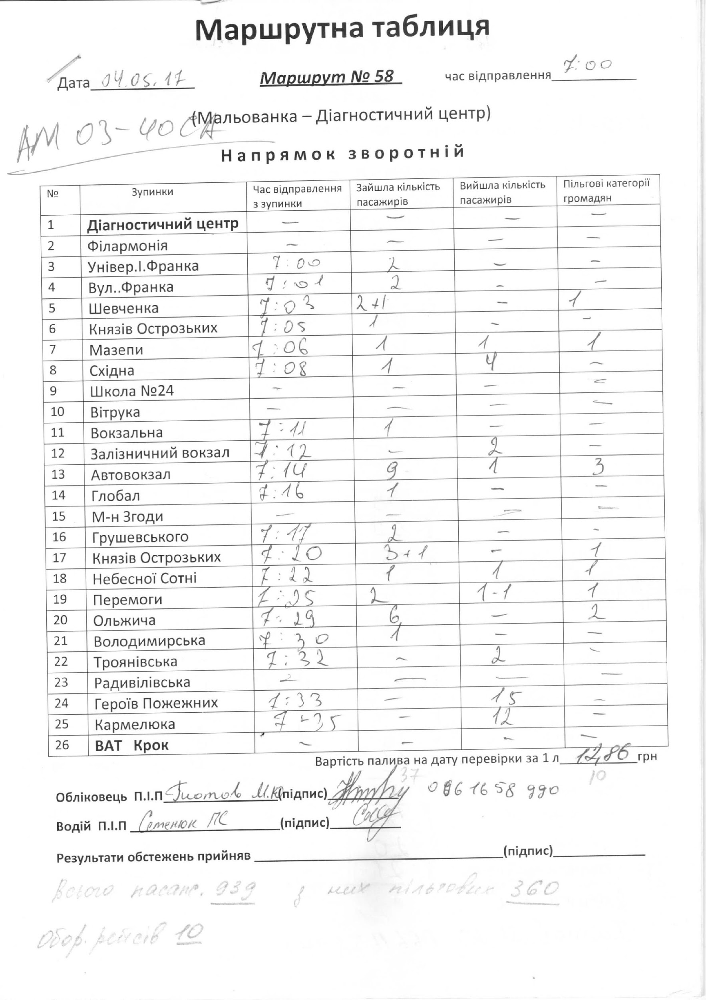 Маршрутна таблиця
Дата 04.05.17 Маршрут № 58 час відправлення 7:00
(Мальованка – Діагностичний центр)
АМ 03-40 СА
Напрямок зворотній
№ Зупинки Час відправлення з зупинки Зайшла кількість пасажирів Вийшла кількість пасажирів Пільгові категорії громадян
1 Діагностичний центр — — — —
2 Філармонія — — — —
3 Універ.І.Франка 7:00 2 — —
4 Вул..Франка 7:01 2 - —
5 Шевченка 7:03 2+1 — 1
6 Князів Острозьких 7:05 1 - -
7 Мазепи 7:06 1 1 1
8 Східна 7:08 1 4 —
9 Школа №24 - — — -
10 Вітрука — — — —
11 Вокзальна 7:11 1 — —
12 Залізничний вокзал 7:12 — 2 —
13 Автовокзал 7:14 9 1 3
14 Глобал 7:16 1 — —
15 М-н Згоди — — — —
16 Грушевського 7:17 2 — -
17 Князів Острозьких 7:20 3+1 - 1
18 Небесної Сотні 7:22 1 1 1
19 Перемоги 7:25 2 1-1 1
20 Ольжича 7:29 6 — 2
21 Володимирська 7:30 1 — —
22 Троянівська 7:32 - 2 -
23 Радивілівська - — — —
24 Героїв Пожежних 7:33 — 15 —
25 Кармелюка 7-35 - 12 —
26 ВАТ Крок - - - —
Вартість палива на дату перевірки за 1 л 12,86 грн
37 10
Обліковець П.І.П М.Ю (підпис) 0961658990
Водій П.І.П Семенюк ПС (підпис)
Результати обстежень прийняв (підпис)
Всього пасаж. 939 з них пільгових 360
Обор. рейсів 10